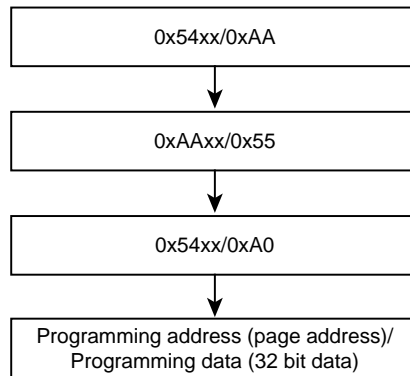 0x54xx/0xAA
0xAAxx/0x55
0x54xx/0xA0
Programming address (page address)/
Programming data (32 bit data)